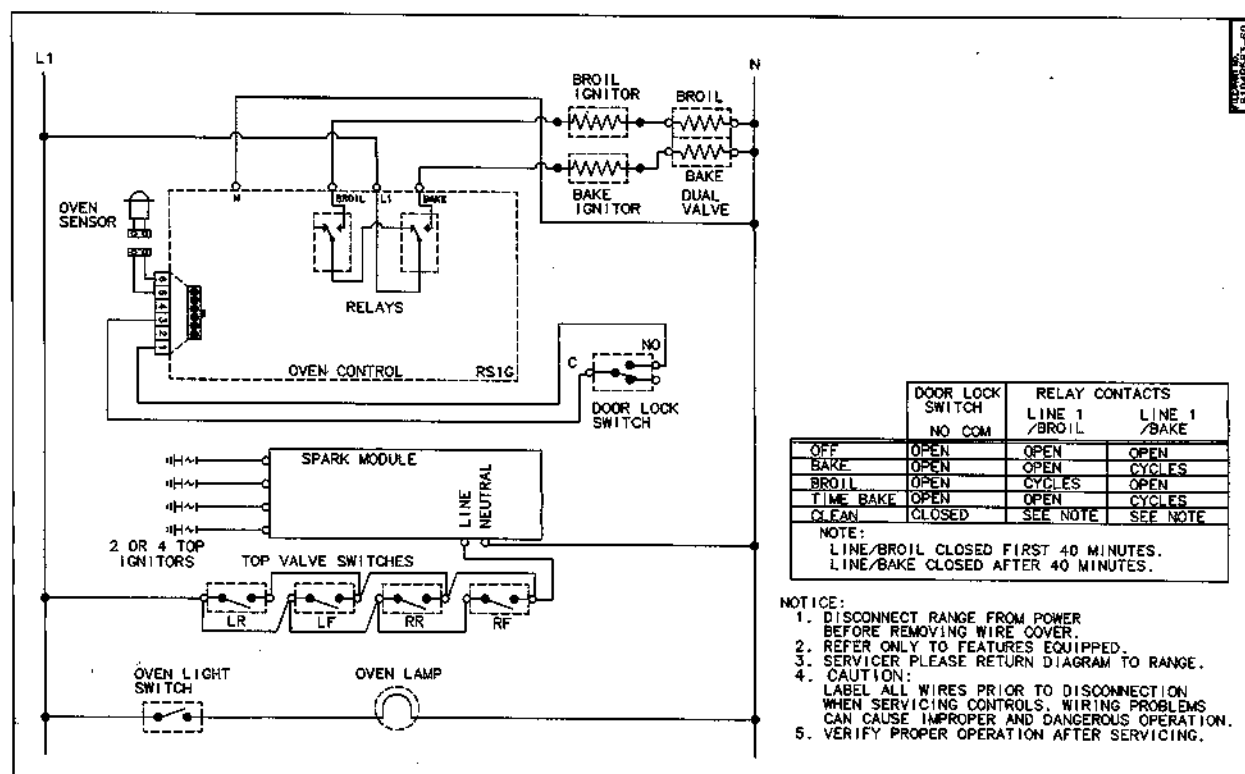 L1
N
BROIL
IGNITOR
BROIL
BAKE
IGNITOR
BAKE
DUAL
VALVE
OVEN
SENSOR
N
BROIL
L1
BAKE
RELAYS
6
5
4
3
2
1
OVEN CONTROL
RS1G
C
NO
DOOR LOCK
SWITCH
SPARK MODULE
LINE
NEUTRAL
2 OR 4 TOP
IGNITORS
TOP VALVE SWITCHES
LR
LF
RR
RF
OVEN LIGHT
SWITCH
OVEN LAMP
DOOR LOCK SWITCH NO COM
RELAY CONTACTS
LINE 1 /BROIL
LINE 1 /BAKE
OFF OPEN OPEN OPEN
BAKE OPEN OPEN CYCLES
BROIL OPEN CYCLES OPEN
TIME BAKE OPEN OPEN CYCLES
CLEAN CLOSED SEE NOTE SEE NOTE
NOTE:
LINE/BROIL CLOSED FIRST 40 MINUTES.
LINE/BAKE CLOSED AFTER 40 MINUTES.
NOTICE:
1. DISCONNECT RANGE FROM POWER
BEFORE REMOVING WIRE COVER.
2. REFER ONLY TO FEATURES EQUIPPED.
3. SERVICER PLEASE RETURN DIAGRAM TO RANGE.
4. CAUTION:
LABEL ALL WIRES PRIOR TO DISCONNECTION
WHEN SERVICING CONTROLS. WIRING PROBLEMS
CAN CAUSE IMPROPER AND DANGEROUS OPERATION.
5. VERIFY PROPER OPERATION AFTER SERVICING.